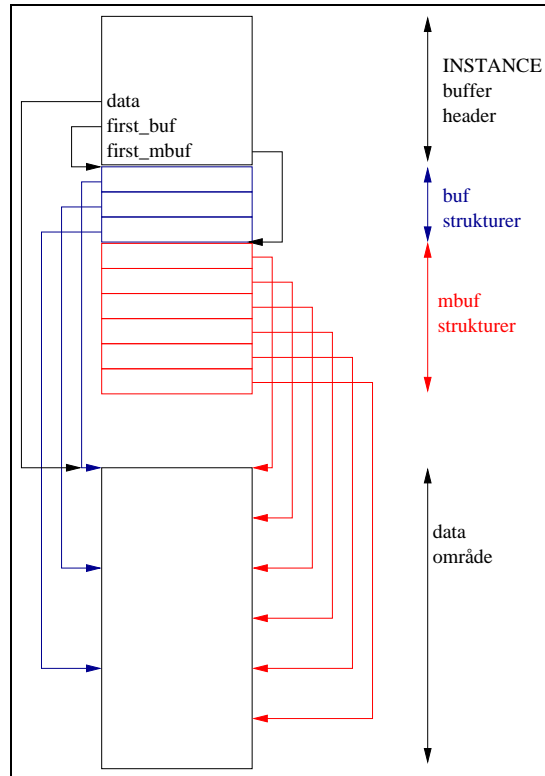 INSTANCE
buffer
header
data
first_buf
first_mbuf
buf
strukturer
mbuf
strukturer
data
område